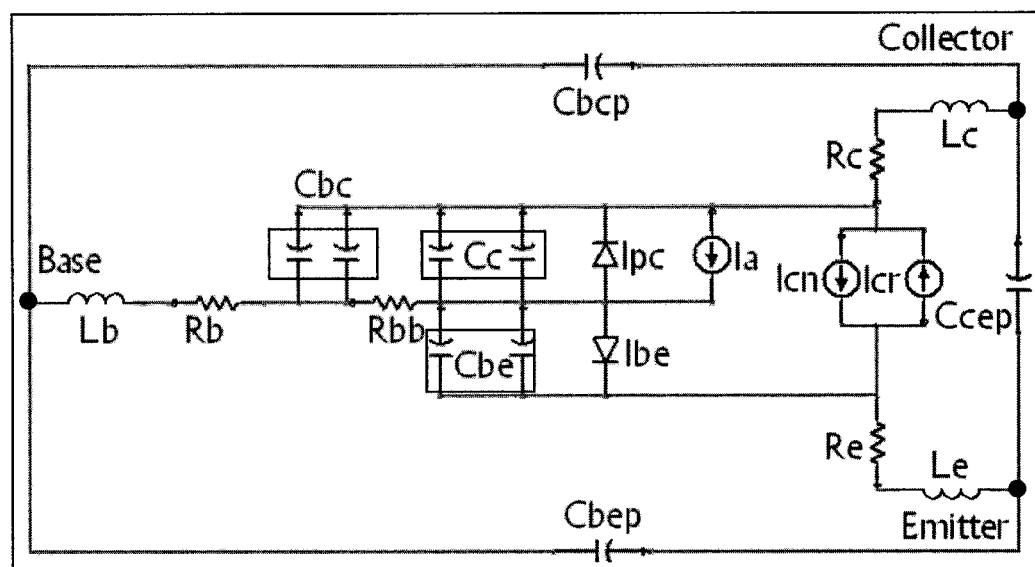 Collector
Cbcp
Lc
Rc
Cbc
Base
Cc
Ipc
Ia
Icn
Icr
Ccep
Lb
Rb
Rbb
Cbe
Ibe
Re
Le
Cbep
Emitter